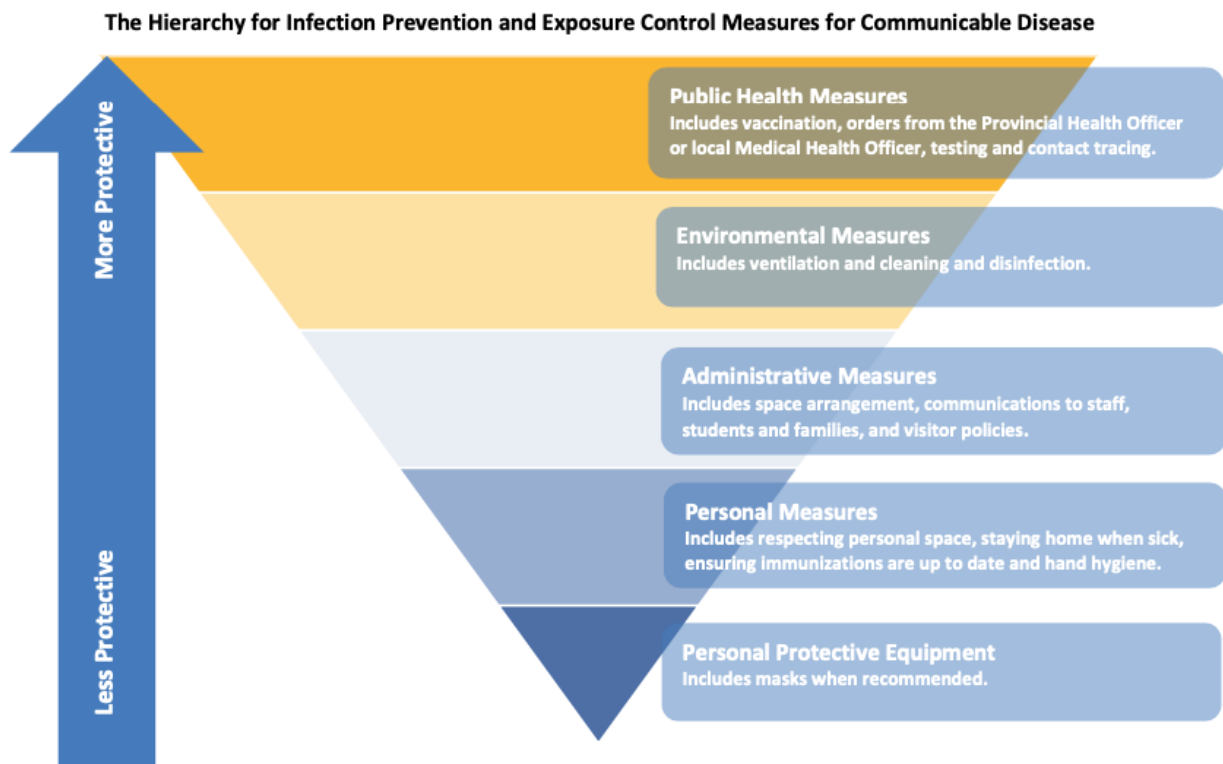 The Hierarchy for Infection Prevention and Exposure Control Measures for Communicable Disease
More Protective
Less Protective
Public Health Measures
Includes vaccination, orders from the Provincial Health Officer
or local Medical Health Officer, testing and contact tracing.
Environmental Measures
Includes ventilation and cleaning and disinfection.
Administrative Measures
Includes space arrangement, communications to staff,
students and families, and visitor policies.
Personal Measures
Includes respecting personal space, staying home when sick,
ensuring immunizations are up to date and hand hygiene.
Personal Protective Equipment
Includes masks when recommended.